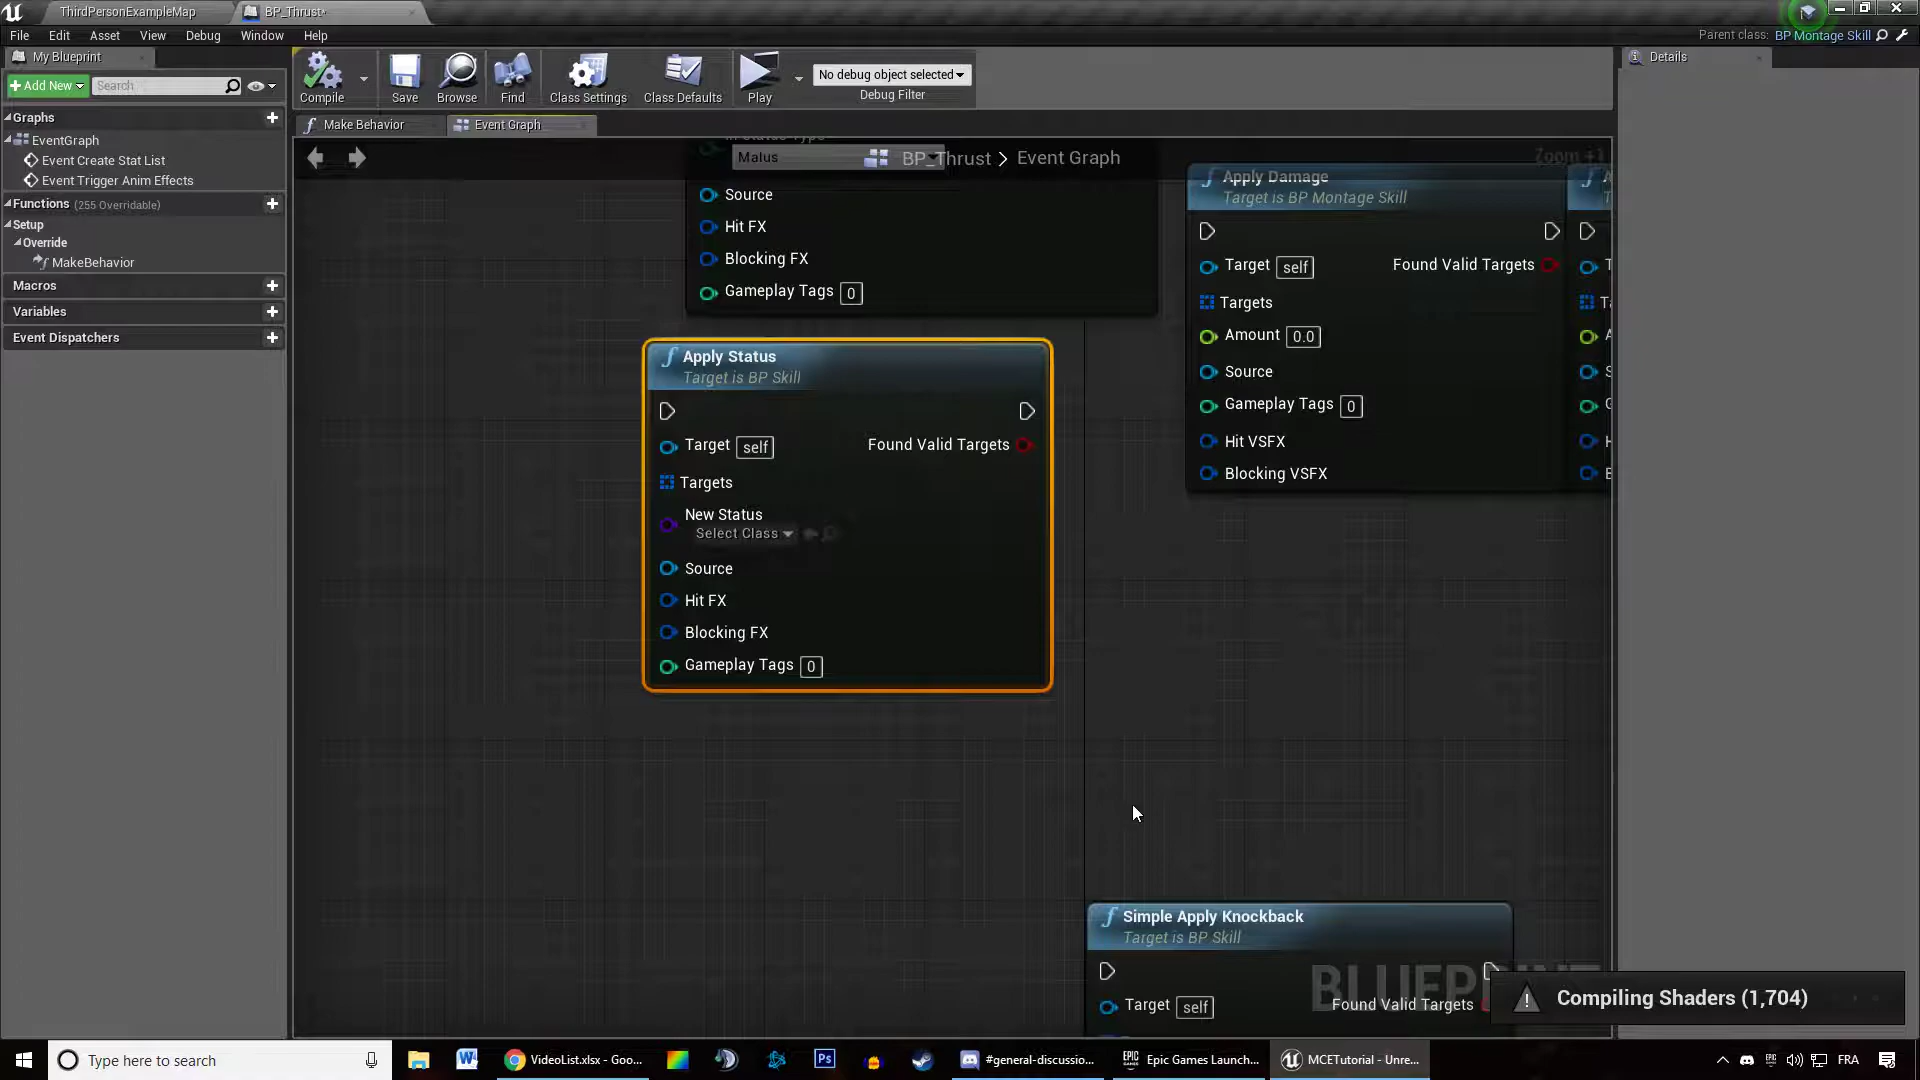 ThirdPersonExampleMap
BP_Thrust*
File Edit Asset View Debug Window Help
Parent class: BP Montage Skill
My Blueprint
Details
Add New
Search
Compile Save Browse Find Class Settings Class Defaults Play
No debug object selected
Debug Filter
Graphs
EventGraph
Event Create Stat List
Event Trigger Anim Effects
Functions (255 Overridable)
Setup
Override
MakeBehavior
Macros
Variables
Event Dispatchers
Make Behavior
Event Graph
BP_Thrust > Event Graph
Zoom +1
In Status Type
Malus
Source
Hit FX
Blocking FX
Gameplay Tags 0
Apply Status
Target is BP Skill
Target self
Found Valid Targets
Targets
New Status
Select Class
Source
Hit FX
Blocking FX
Gameplay Tags 0
Apply Damage
Target is BP Montage Skill
Target self
Found Valid Targets
Targets
Amount 0.0
Source
Gameplay Tags 0
Hit VSFX
Blocking VSFX
Simple Apply Knockback
Target is BP Skill
Target self
Found Valid Targets
Compiling Shaders (1,704)
Type here to search
VideoList.xlsx - Goo...
#general-discussio...
Epic Games Launch...
MCETutorial - Unre...
FRA